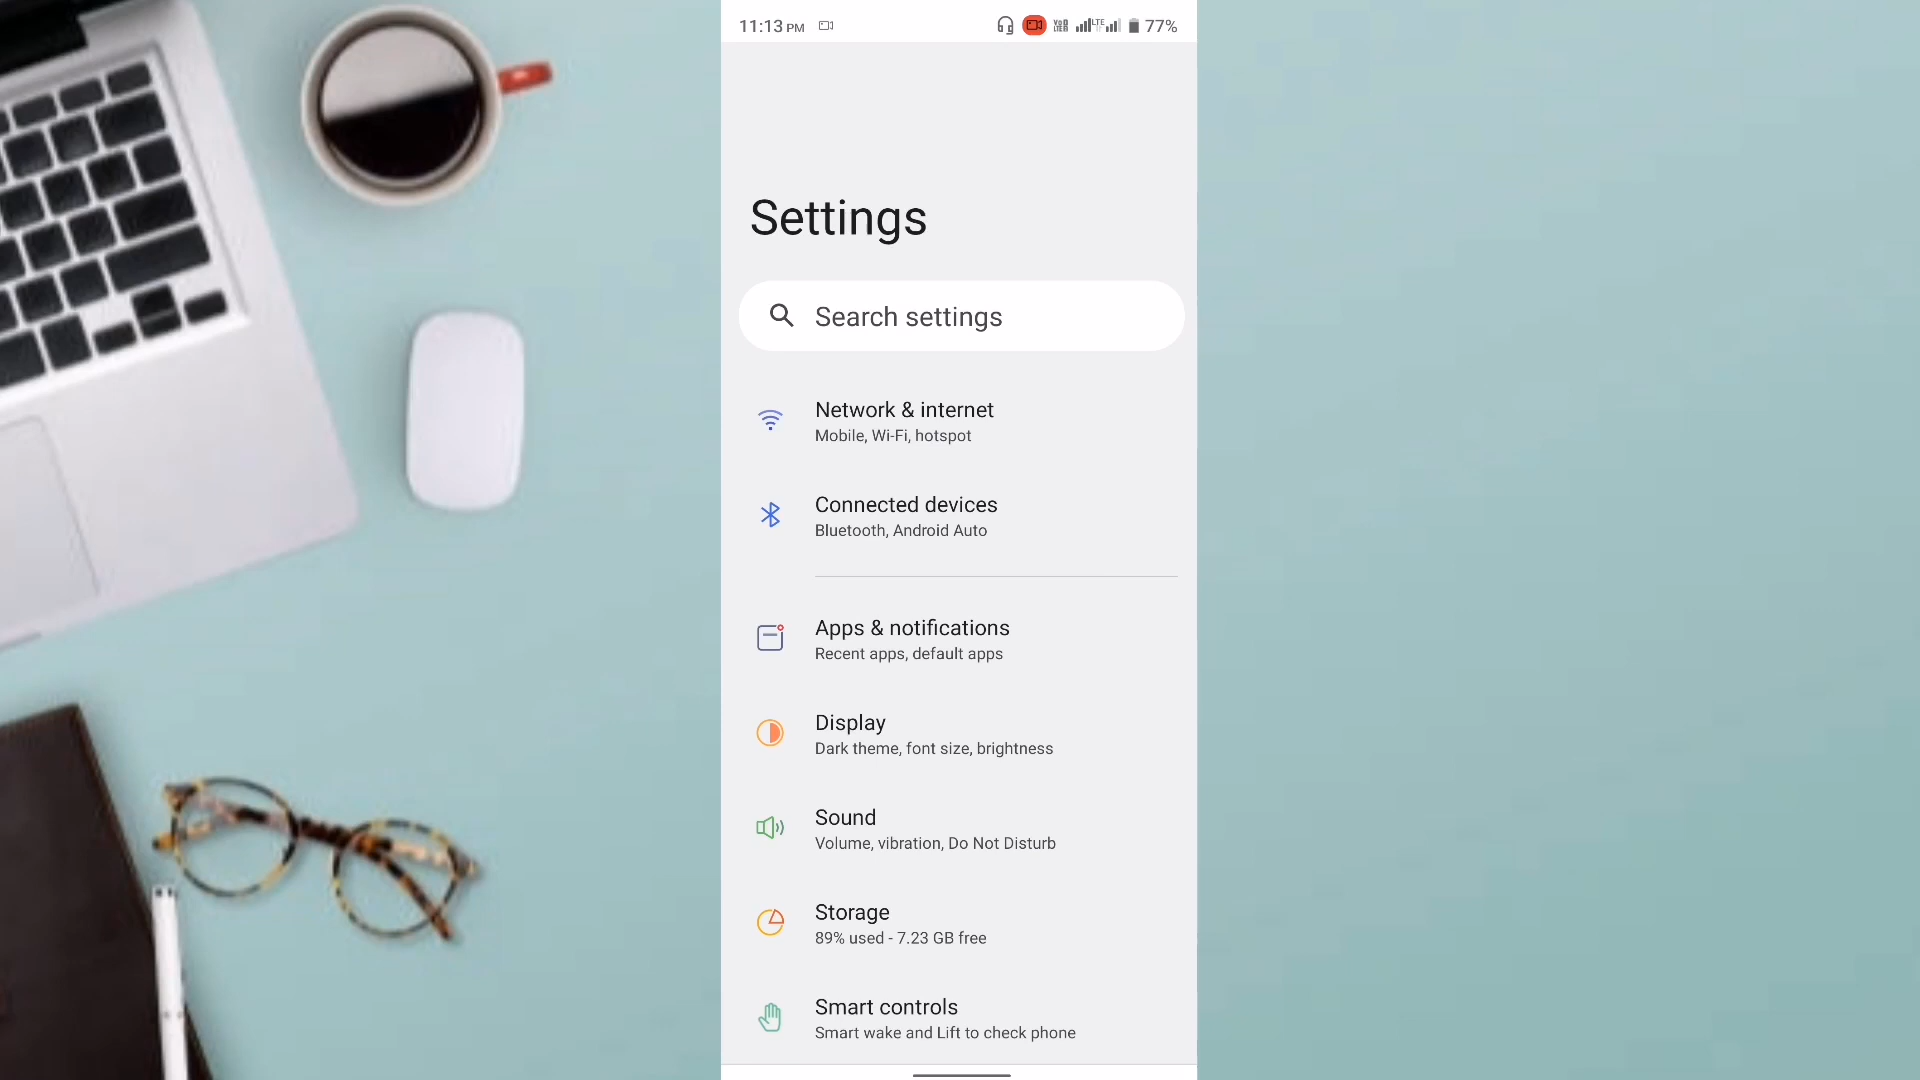 11:13 PM
77%
Settings
Search settings
Network & internet
Mobile, Wi-Fi, hotspot
Connected devices
Bluetooth, Android Auto
Apps & notifications
Recent apps, default apps
Display
Dark theme, font size, brightness
Sound
Volume, vibration, Do Not Disturb
Storage
89% used - 7.23 GB free
Smart controls
Smart wake and Lift to check phone